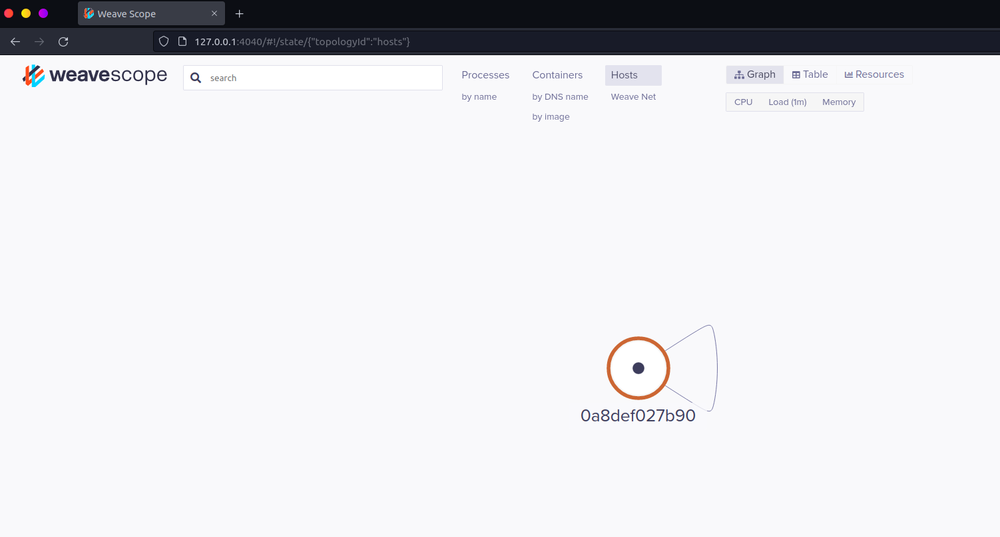 Weave Scope
127.0.0.1:4040/#!/state/{"topologyId":"hosts"}
weavescope
search
Processes
by name
Containers
by DNS name
by image
Hosts
Weave Net
Graph
Table
Resources
CPU
Load (1m)
Memory
0a8def027b90